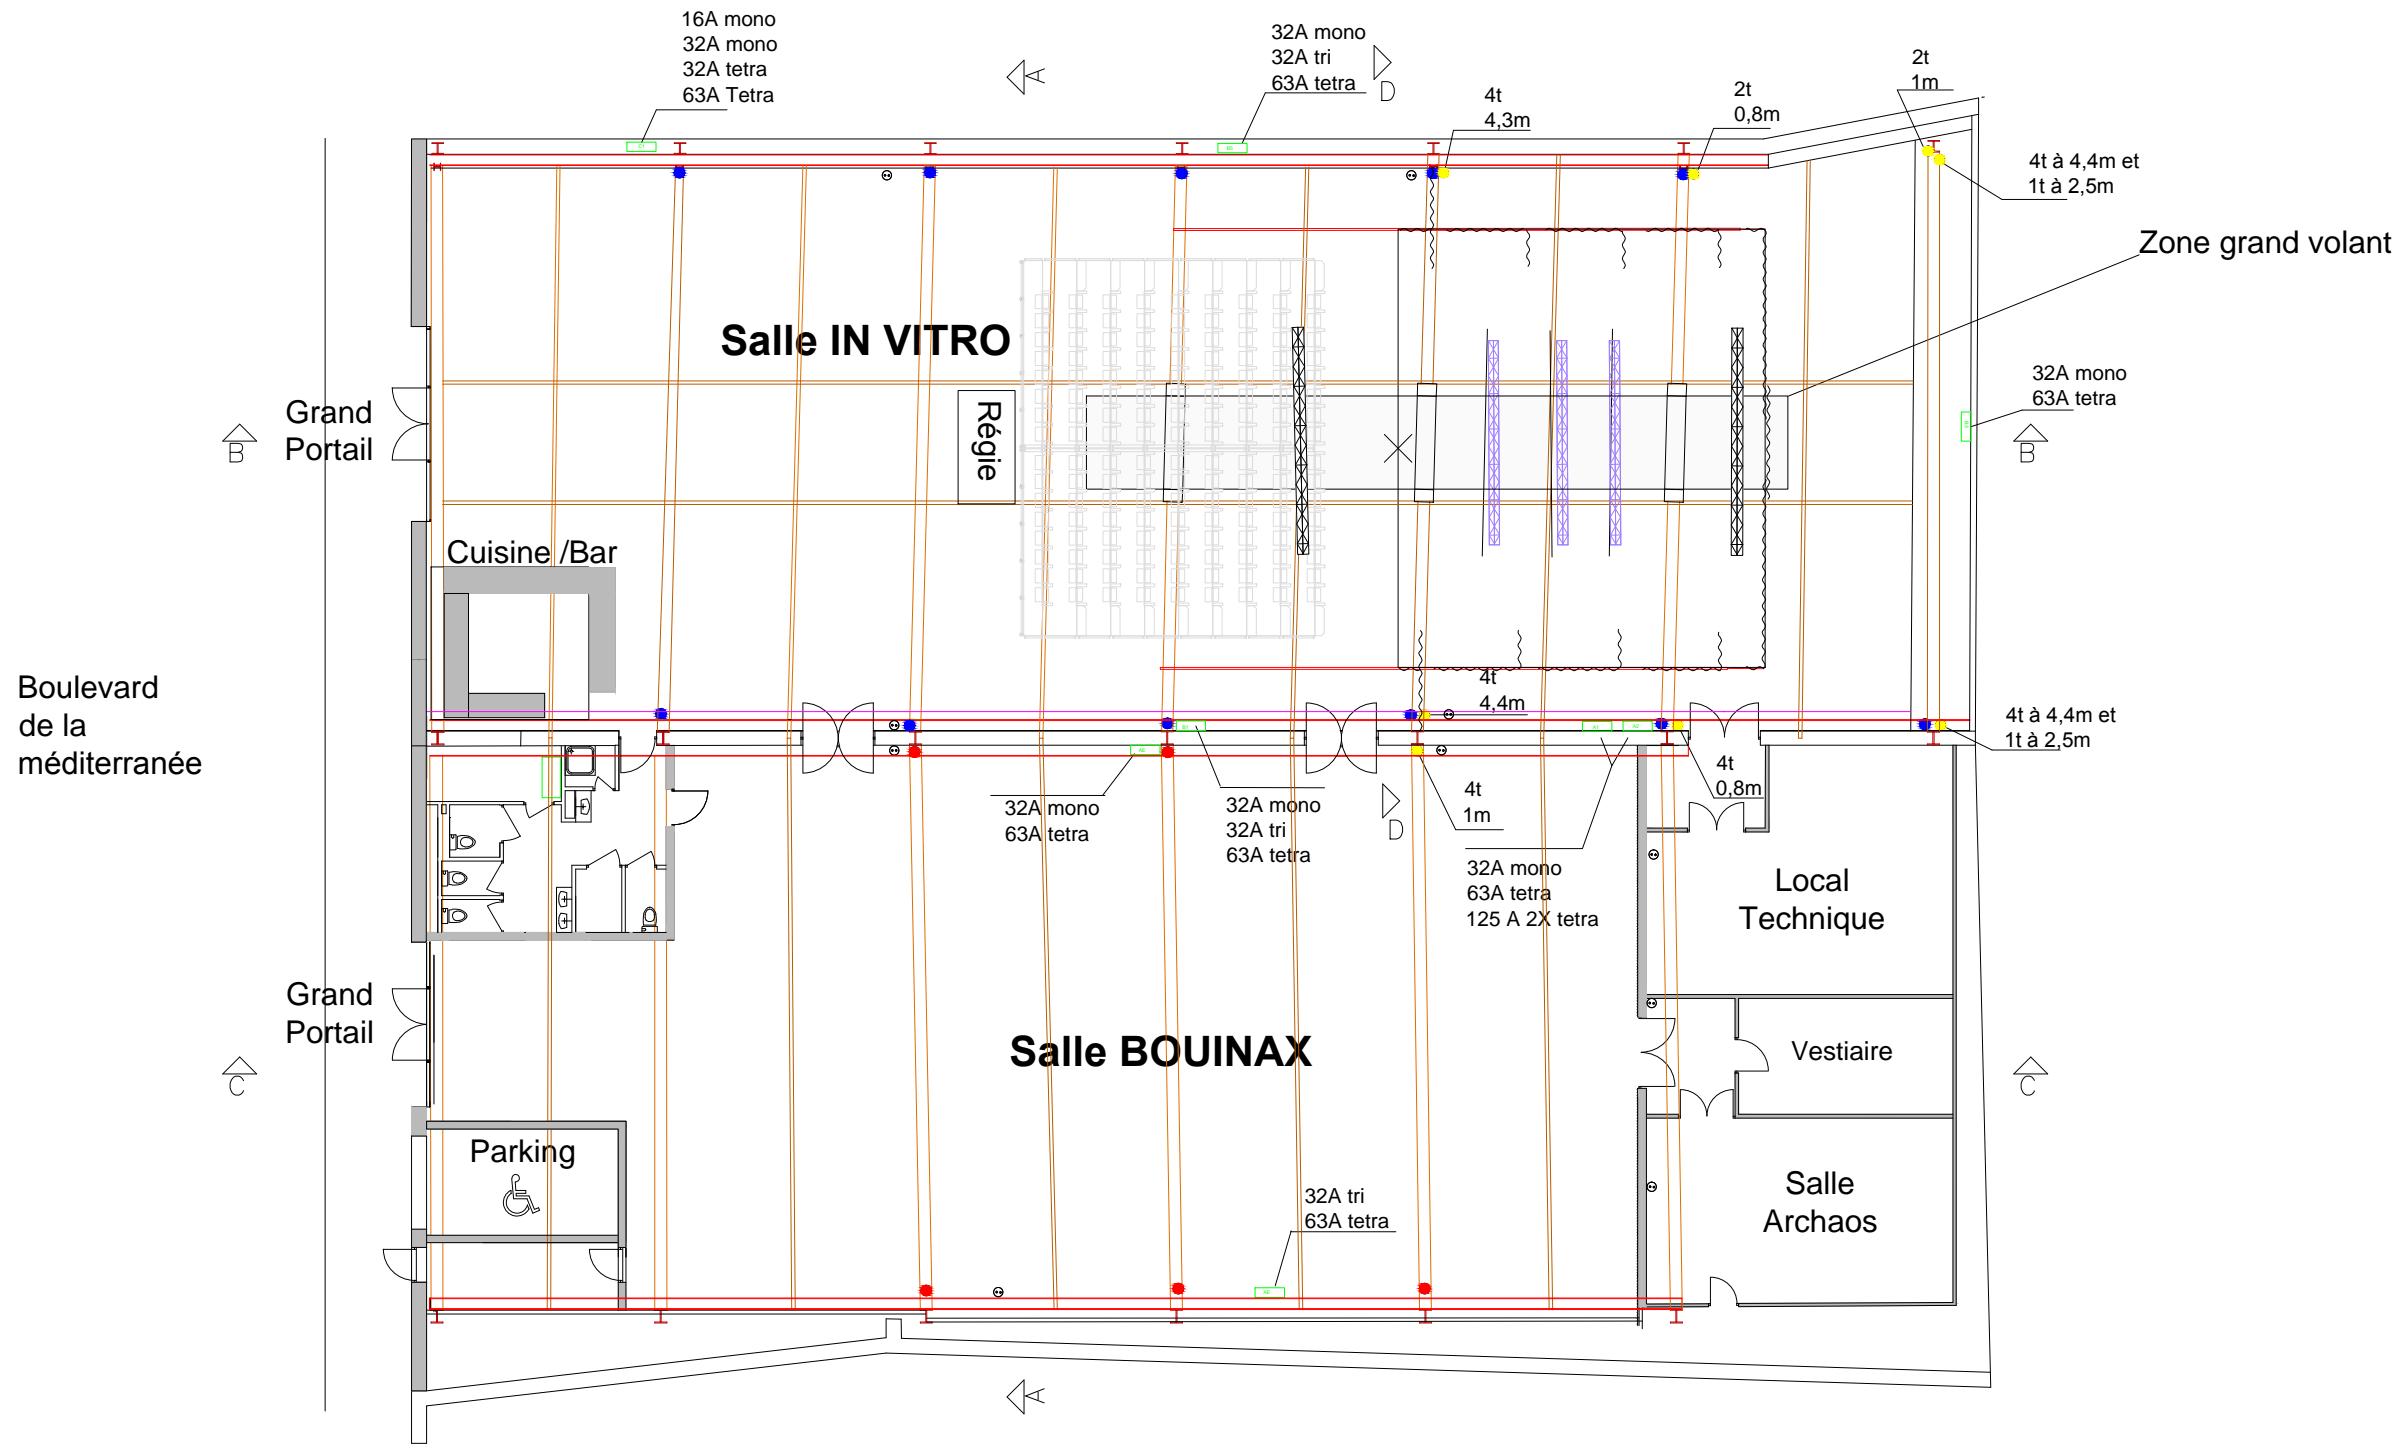 16A mono
32A mono
32A tetra
63A Tetra
32A mono
32A tri
63A tetra
A
D
4t
4,3m
2t
0,8m
2t
1m
4t à 4,4m et
1t à 2,5m
Zone grand volant
Salle IN VITRO
Régie
Grand
Portail
B
32A mono
63A tetra
B
Cuisine /Bar
Boulevard
de la
méditerranée
4t
4,4m
4t à 4,4m et
1t à 2,5m
32A mono
63A tetra
32A mono
32A tri
63A tetra
D
4t
1m
4t
0,8m
32A mono
63A tetra
125 A 2X tetra
Local
Technique
Grand
Portail
Salle BOUINAX
Vestiaire
C
C
Parking
Salle
Archaos
32A tri
63A tetra
A